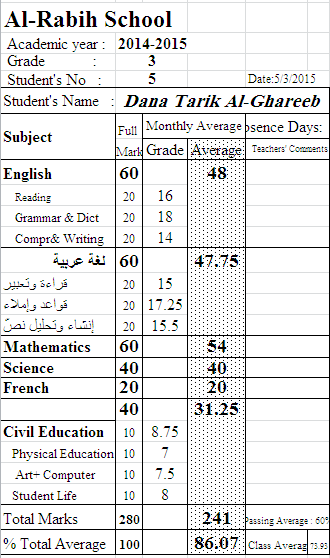 Al-Rabih School
Academic year : 2014-2015
Grade : 3
Student's No : 5 Date:5/3/2015
Student's Name : Dana Tarik Al-Ghareeb
Subject Full Mark Monthly Average osence Days:
Grade Average Teachers' Comments
English 60 48
Reading 20 16
Grammar & Dict 20 18
Compr& Writing 20 14
لغة عربية 60 47.75
قراءة وتعبير 20 15
قواعد وإملاء 20 17.25
إنشاء وتحليل نصّ 20 15.5
Mathematics 60 54
Science 40 40
French 20 20
40 31.25
Civil Education 10 8.75
Physical Education 10 7
Art+ Computer 10 7.5
Student Life 10 8
Total Marks 280 241 Passing Average : 60%
% Total Average 100 86.07 Class Averag 73.93